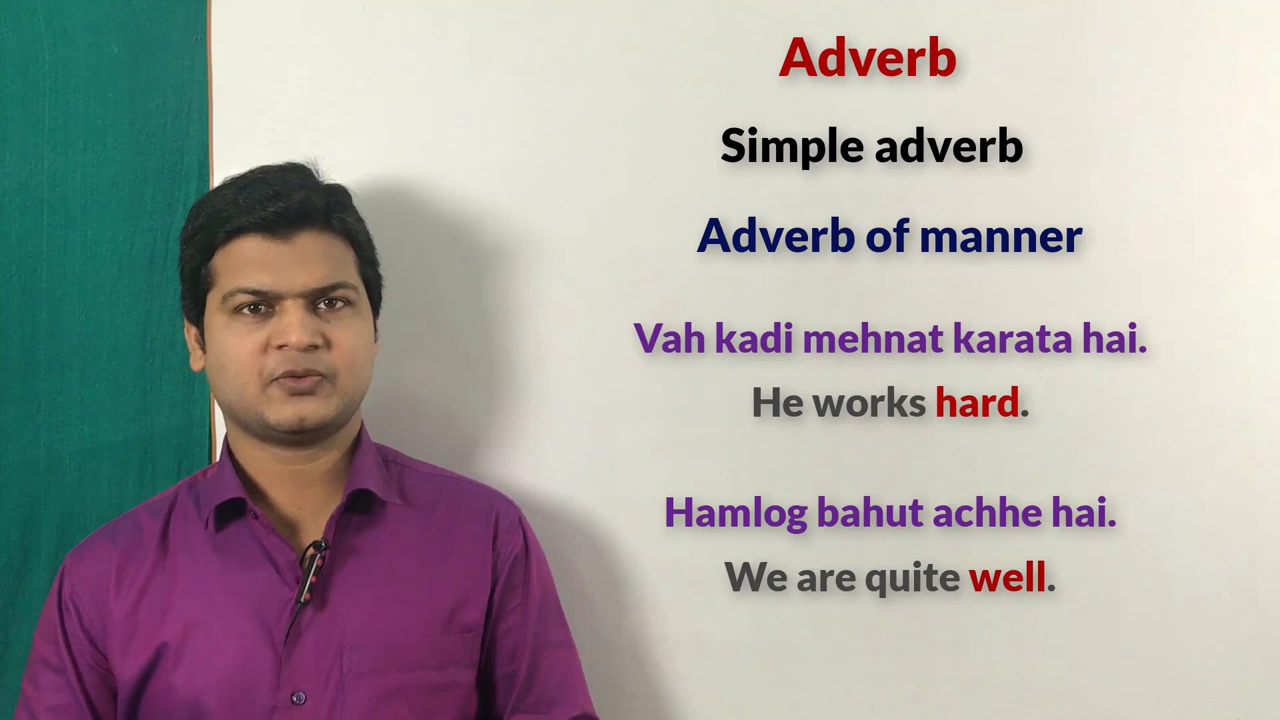 Adverb
Simple adverb
Adverb of manner
Vah kadi mehnat karata hai.
He works hard.
Hamlog bahut achhe hai.
We are quite well.